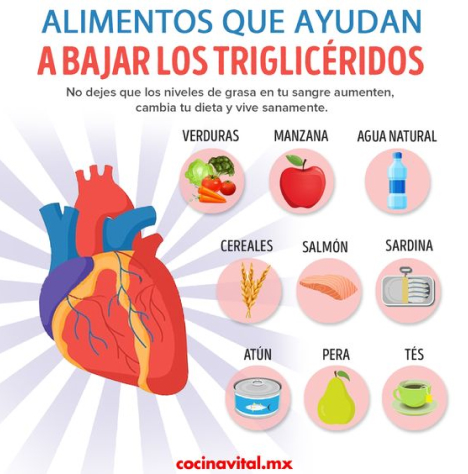 ALIMENTOS QUE AYUDAN
A BAJAR LOS TRIGLICÉRIDOS
No dejes que los niveles de grasa en tu sangre aumenten,
cambia tu dieta y vive sanamente.
VERDURAS
MANZANA
AGUA NATURAL
CEREALES
SALMÓN
SARDINA
ATÚN
PERA
TÉS
cocinavital.mx